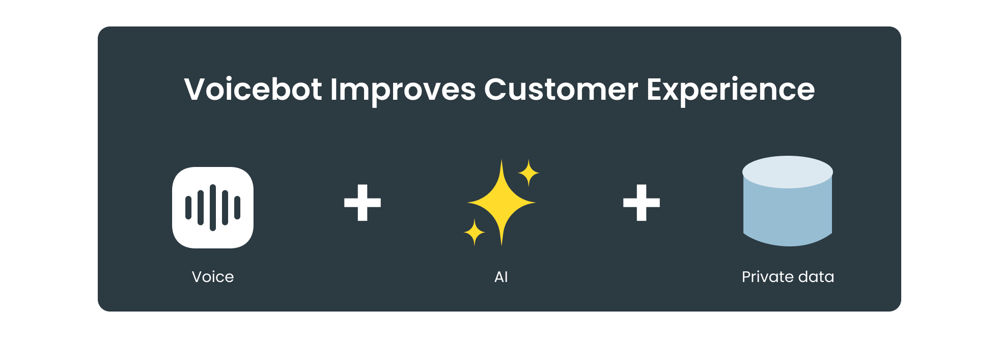 Voicebot Improves Customer Experience
Voice
AI
Private data